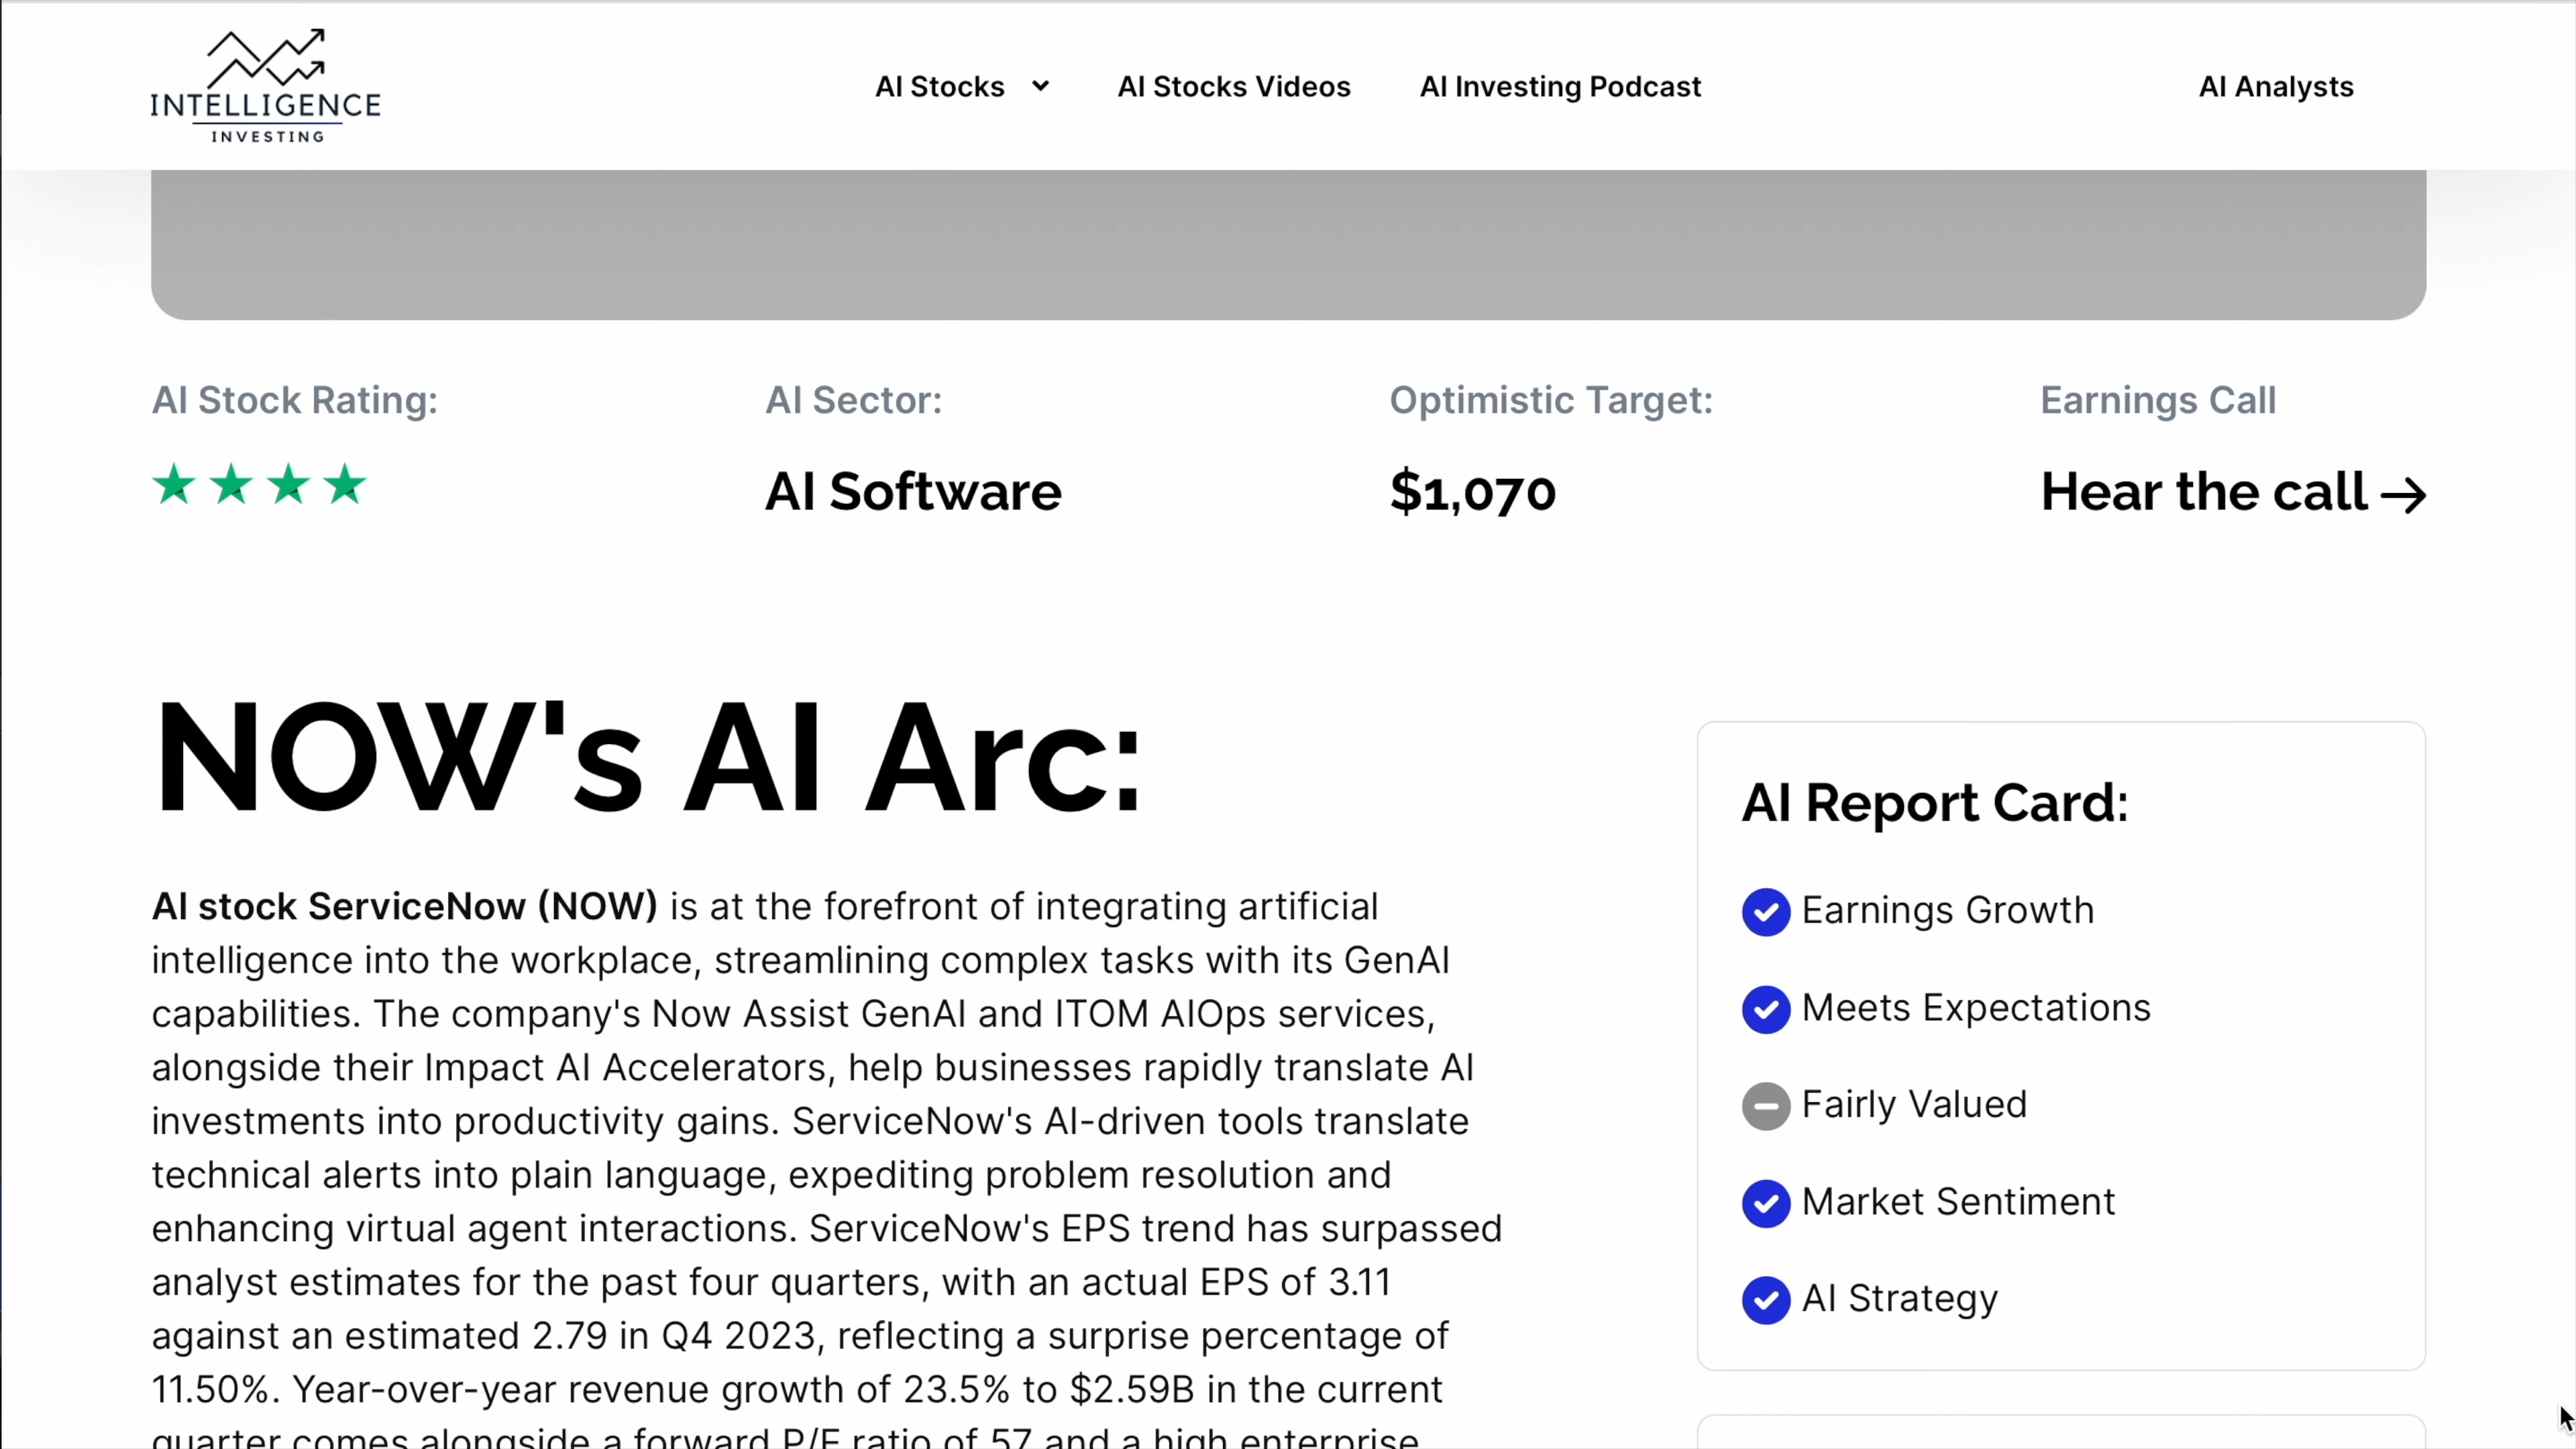 INTELLIGENCE
INVESTING
AI Stocks
AI Stocks Videos
AI Investing Podcast
AI Analysts
AI Stock Rating:
AI Sector:
AI Software
Optimistic Target:
$1,070
Earnings Call
Hear the call →
NOW's AI Arc:
AI stock ServiceNow (NOW) is at the forefront of integrating artificial
intelligence into the workplace, streamlining complex tasks with its GenAI
capabilities. The company's Now Assist GenAI and ITOM AIOps services,
alongside their Impact AI Accelerators, help businesses rapidly translate AI
investments into productivity gains. ServiceNow's AI-driven tools translate
technical alerts into plain language, expediting problem resolution and
enhancing virtual agent interactions. ServiceNow's EPS trend has surpassed
analyst estimates for the past four quarters, with an actual EPS of 3.11
against an estimated 2.79 in Q4 2023, reflecting a surprise percentage of
11.50%. Year-over-year revenue growth of 23.5% to $2.59B in the current
quarter comes alongside a forward P/E ratio of 57 and a high enterprise
AI Report Card:
Earnings Growth
Meets Expectations
Fairly Valued
Market Sentiment
AI Strategy